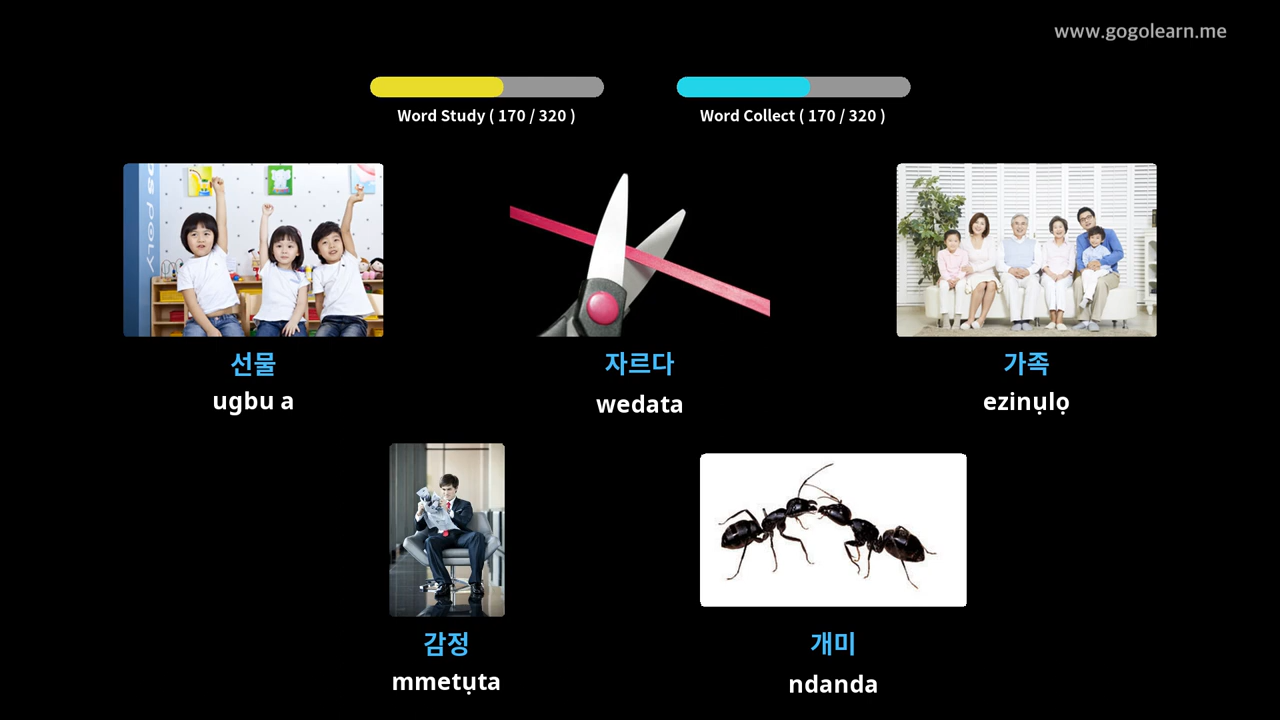 www.gogolearn.me
Word Study ( 170 / 320 )
Word Collect ( 170 / 320 )
선물
ugbu a
자르다
wedata
가족
ezinụlọ
감정
mmetụta
개미
ndanda